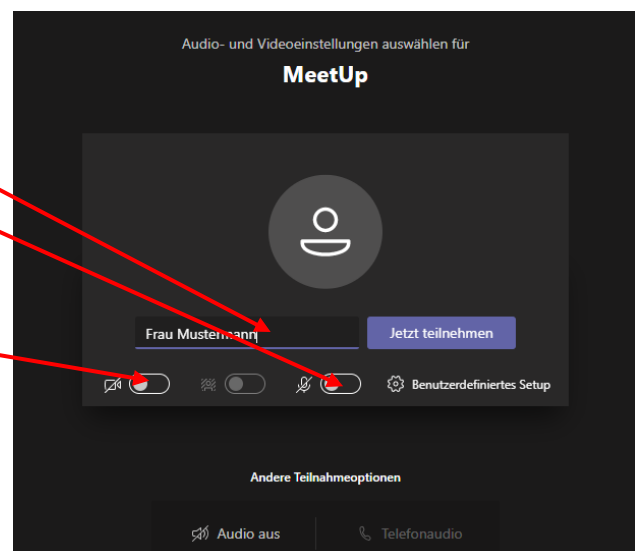 Audio- und Videoeinstellungen auswählen für
MeetUp
Frau Mustermann
Jetzt teilnehmen
Benutzerdefiniertes Setup
Andere Teilnahmeoptionen
Audio aus
Telefonaudio